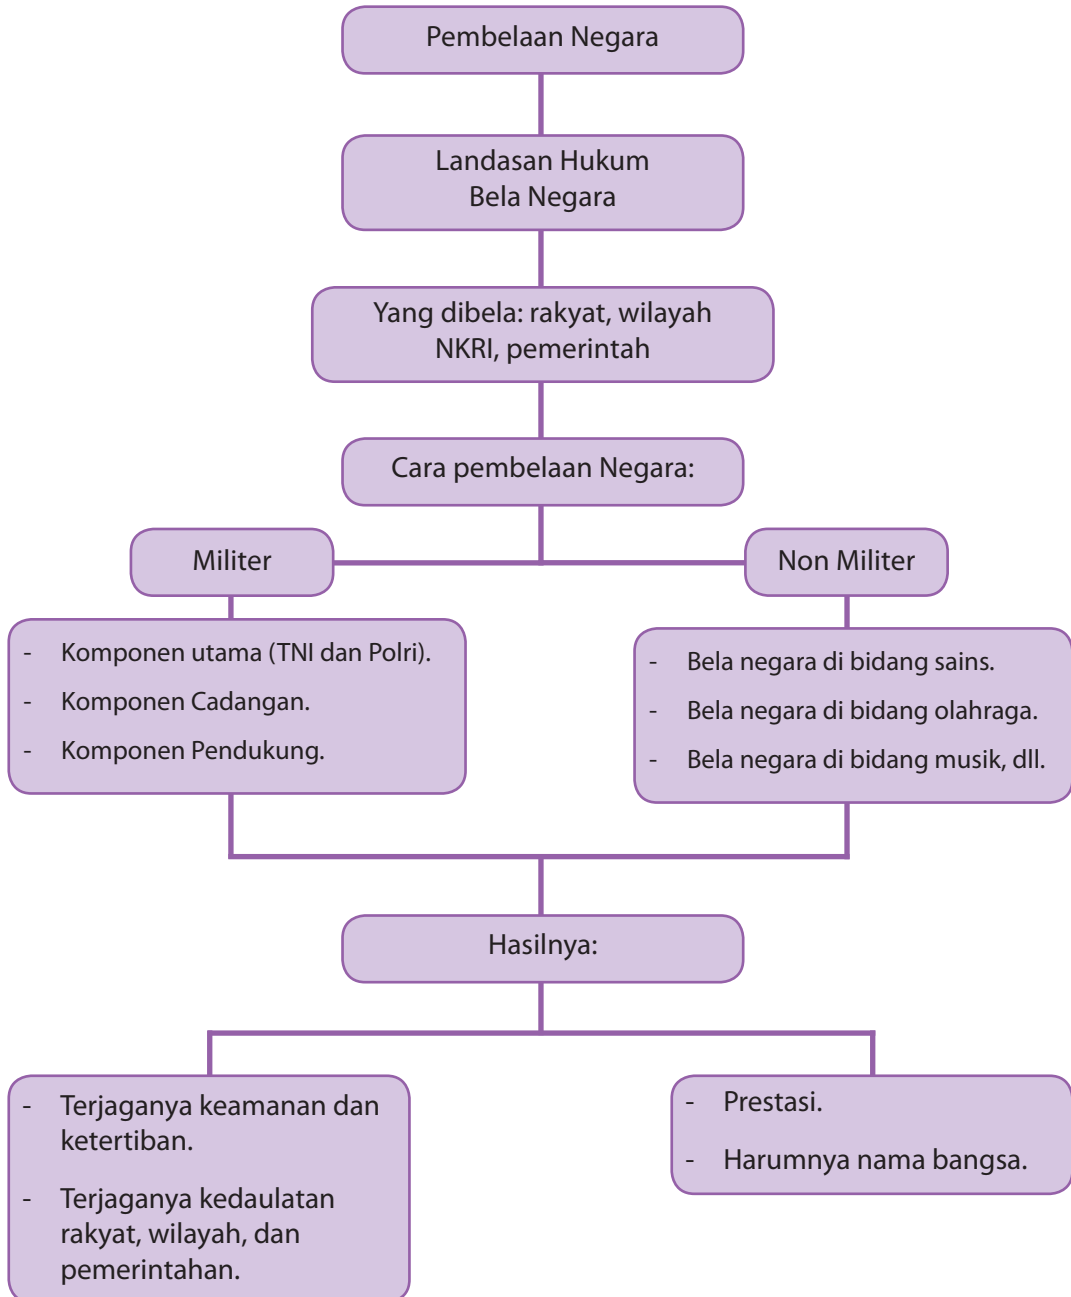 Pembelaan Negara
Landasan Hukum
Bela Negara
Yang dibela: rakyat, wilayah
NKRI, pemerintah
Cara pembelaan Negara:
Militer
Non Militer
- Komponen utama (TNI dan Polri).
- Komponen Cadangan.
- Komponen Pendukung.
- Bela negara di bidang sains.
- Bela negara di bidang olahraga.
- Bela negara di bidang musik, dll.
Hasilnya:
- Terjaganya keamanan dan
ketertiban.
- Terjaganya kedaulatan
rakyat, wilayah, dan
pemerintahan.
- Prestasi.
- Harumnya nama bangsa.